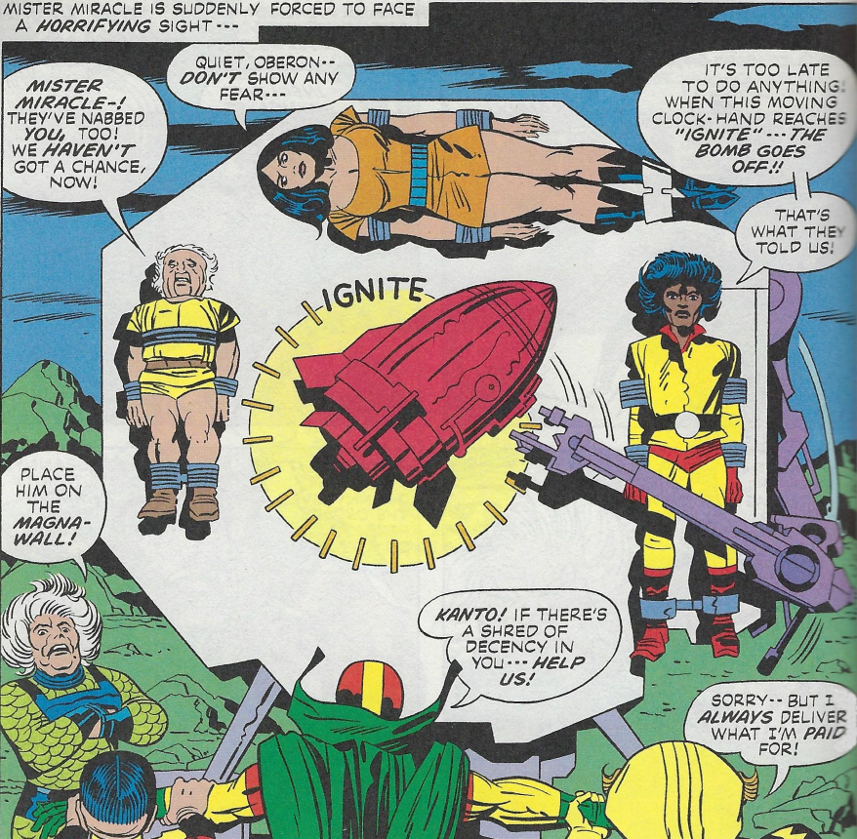 MISTER MIRACLE IS SUDDENLY FORCED TO FACE
A HORRIFYING SIGHT---
MISTER
MIRACLE-!
THEY'VE NABBED
YOU, TOO!
WE HAVEN'T
GOT A CHANCE,
NOW!
QUIET, OBERON--
DON'T SHOW ANY
FEAR---
IT'S TOO LATE
TO DO ANYTHING!
WHEN THIS MOVING
CLOCK-HAND REACHES
"IGNITE"---THE
BOMB GOES
OFF!!
THAT'S
WHAT THEY
TOLD US!
IGNITE
PLACE
HIM ON
THE
MAGNA-
WALL!
KANTO! IF THERE'S
A SHRED OF
DECENCY IN
YOU---HELP
US!
SORRY--BUT I
ALWAYS DELIVER
WHAT I'M PAID
FOR!